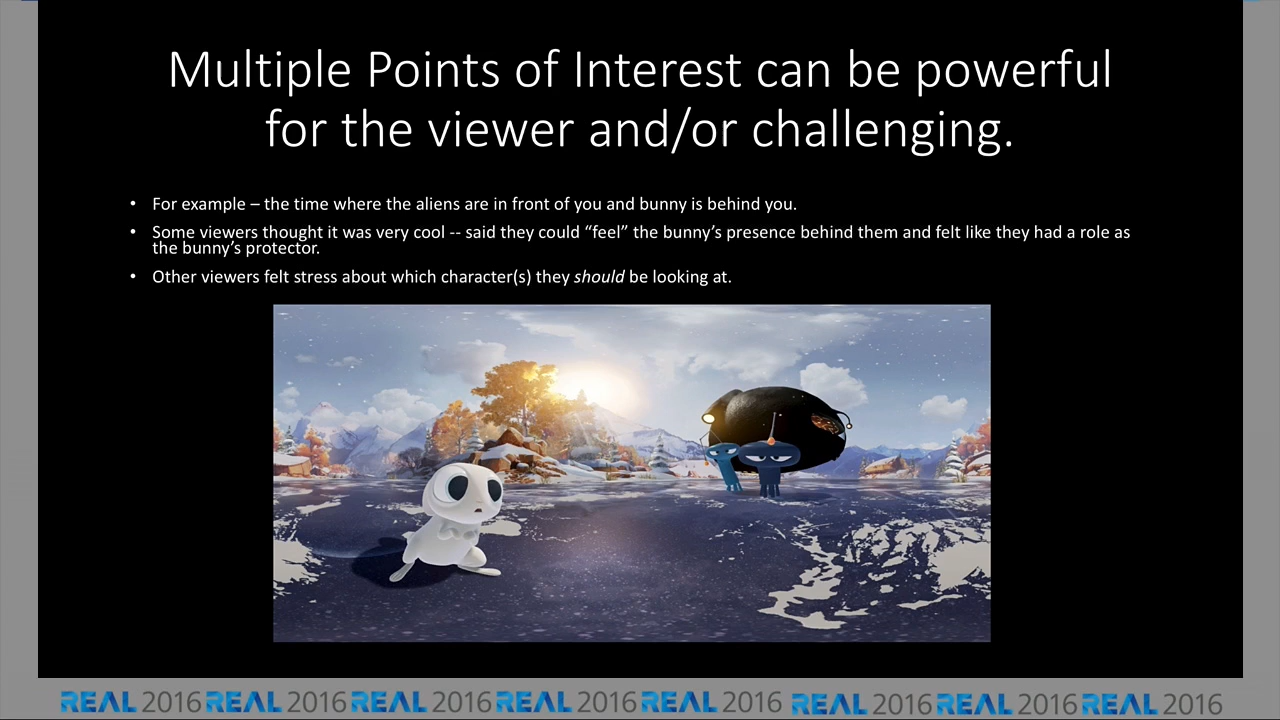 Multiple Points of Interest can be powerful
for the viewer and/or challenging.
• For example – the time where the aliens are in front of you and bunny is behind you.
• Some viewers thought it was very cool -- said they could “feel” the bunny’s presence behind them and felt like they had a role as
the bunny’s protector.
• Other viewers felt stress about which character(s) they should be looking at.
REAL 2016 REAL 2016 REAL 2016 REAL 2016 REAL 2016 REAL 2016 REAL 2016 REAL 2016